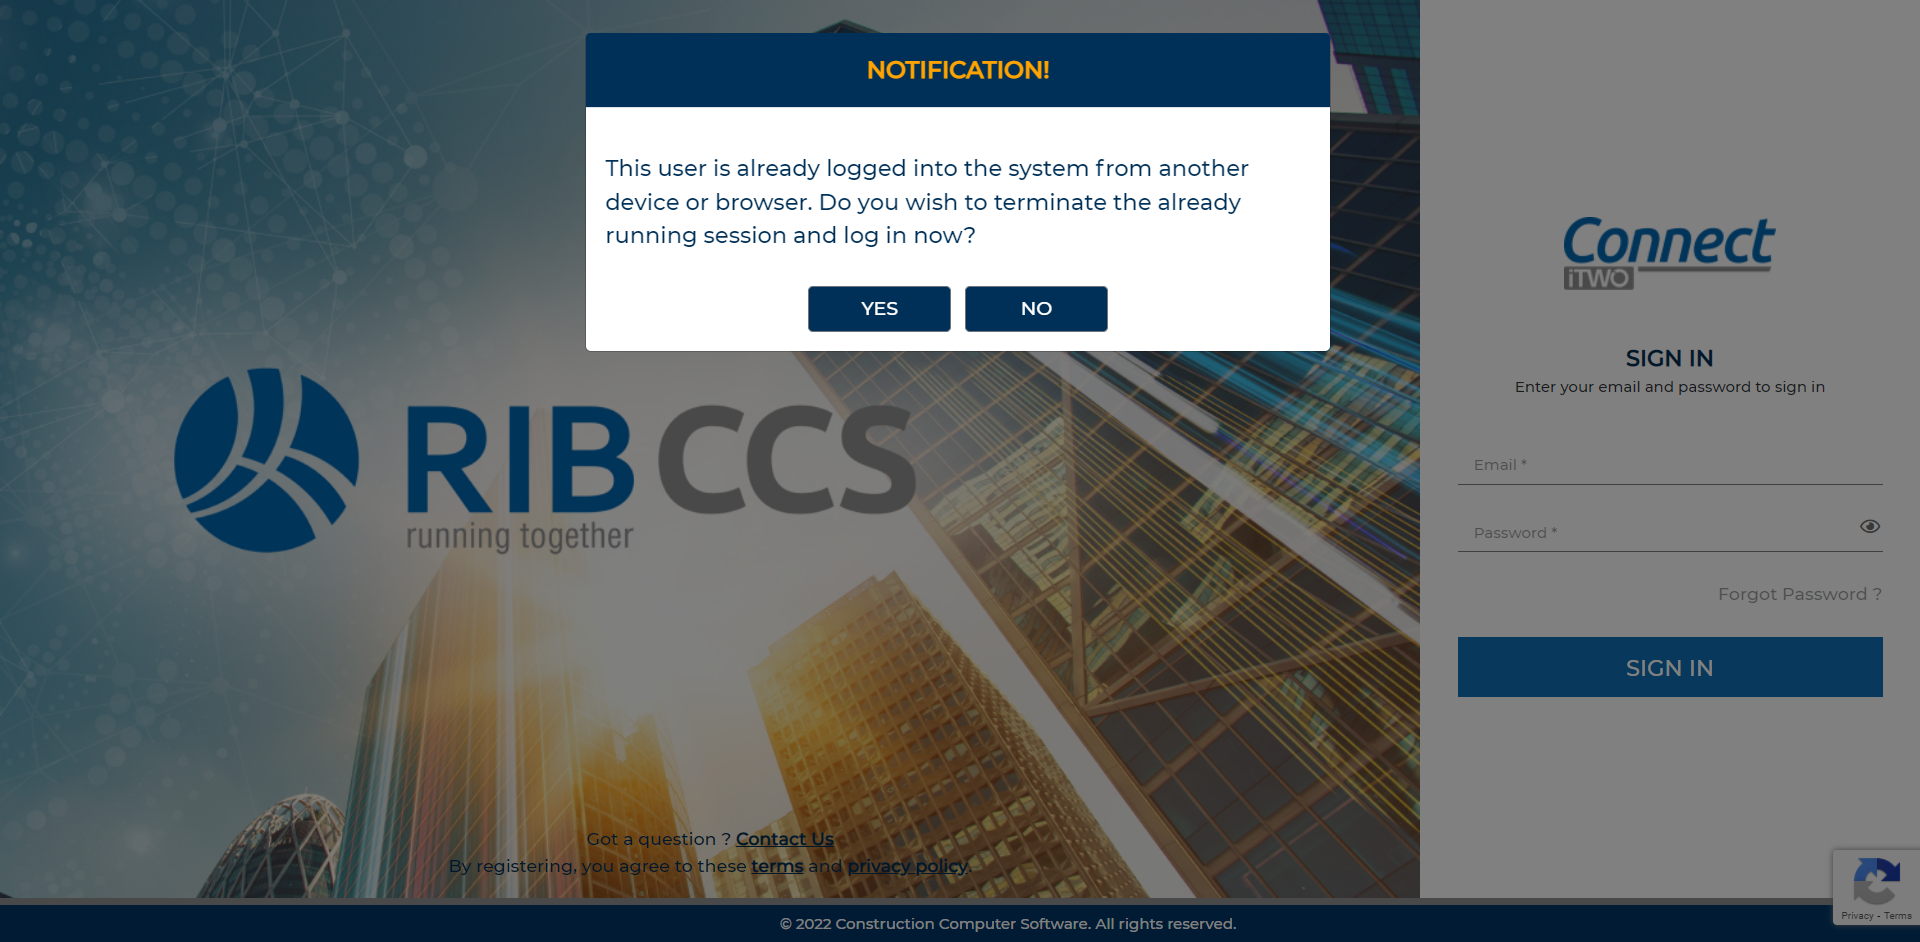 NOTIFICATION!
This user is already logged into the system from another
device or browser. Do you wish to terminate the already
running session and log in now?
YES
NO
RIB CCS
running together
Connect
iTWO
SIGN IN
Enter your email and password to sign in
Email *
Password *
Forgot Password ?
SIGN IN
Got a question ? Contact Us
By registering, you agree to these terms and privacy policy.
Privacy - Terms
© 2022 Construction Computer Software. All rights reserved.